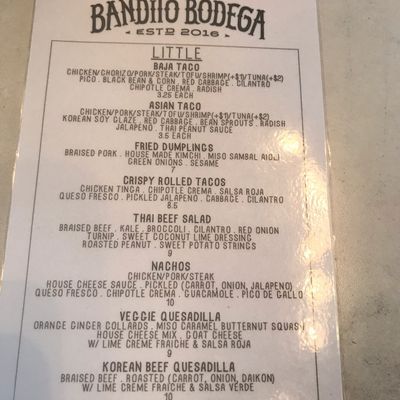 BANDITO BODEGA
ESTD 2016
LITTLE
BAJA TACO
CHICKEN/CHORIZO/PORK/STEAK/TOFU/SHRIMP(+$1)/TUNA(+$2)
PICO . BLACK BEAN & CORN . RED CABBAGE . CILANTRO
CHIPOTLE CREMA . RADISH
3.25 EACH
ASIAN TACO
CHICKEN/PORK/STEAK/TOFU/SHRIMP(+$1)/TUNA(+$2)
KOREAN SOY GLAZE . RED CABBAGE . BEAN SPROUTS . RADISH
JALAPENO . THAI PEANUT SAUCE
3.5 EACH
FRIED DUMPLINGS
BRAISED PORK . HOUSE MADE KIMCHI . MISO SAMBAL AIOLI
GREEN ONIONS . SESAME
7
CRISPY ROLLED TACOS
CHICKEN TINGA . CHIPOTLE CREMA . SALSA ROJA
QUESO FRESCO . PICKLED JALAPENO . CABBAGE . CILANTRO
8.5
THAI BEEF SALAD
BRAISED BEEF . KALE . BROCCOLI . CILANTRO . RED ONION
TURNIP . SWEET COCONUT LIME DRESSING
ROASTED PEANUT . SWEET POTATO STRINGS
9
NACHOS
CHICKEN/PORK/STEAK
HOUSE CHEESE SAUCE . PICKLED (CARROT, ONION, JALAPENO)
QUESO FRESCO . CHIPOTLE CREMA . GUACAMOLE . PICO DE GALLO
10
VEGGIE QUESADILLA
ORANGE GINGER COLLARDS . MISO CARAMEL BUTTERNUT SQUASH
HOUSE CHEESE MIX . GOAT CHEESE
W/ LIME CREME FRAICHE & SALSA ROJA
9
KOREAN BEEF QUESADILLA
BRAISED BEEF . ROASTED (CARROT, ONION, DAIKON)
W/ LIME CREME FRAICHE & SALSA VERDE
10